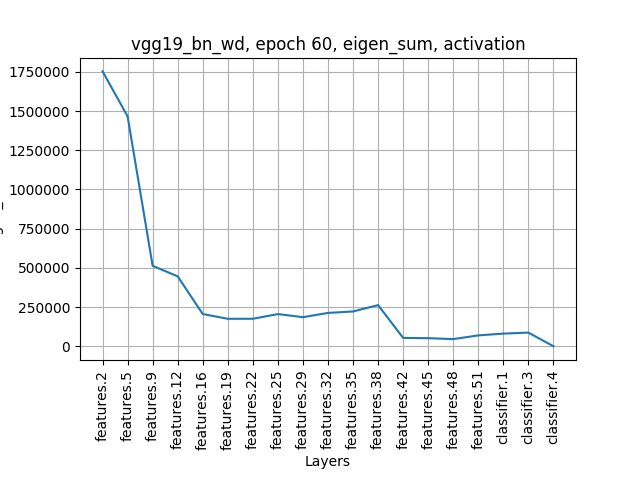 vgg19_bn_wd, epoch 60, eigen_sum, activation
1750000
1500000
1250000
1000000
750000
500000
250000
0
features.2
features.5
features.9
features.12
features.16
features.19
features.22
features.25
features.29
features.32
features.35
features.38
features.42
features.45
features.48
features.51
classifier.1
classifier.3
classifier.4
Layers